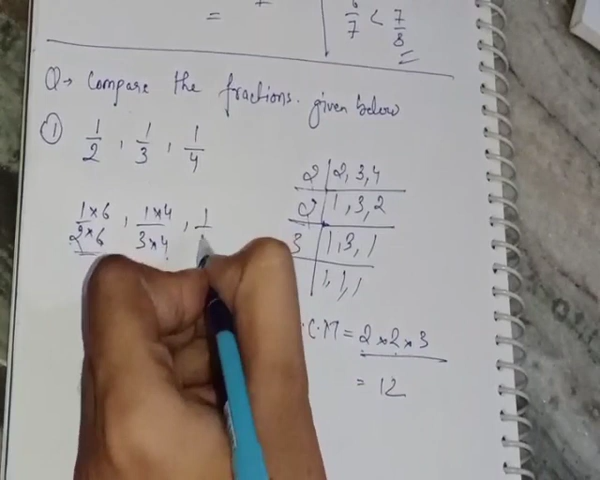 =
6/7 < 7/8
Q → Compare the fractions. given below
① 1/2 , 1/3 , 1/4
2 | 2, 3, 4
2 | 1, 3, 2
3 | 1, 3, 1
| 1, 1, 1
1×6/2×6 , 1×4/3×4 , 1
.C.M = 2×2×3
= 12